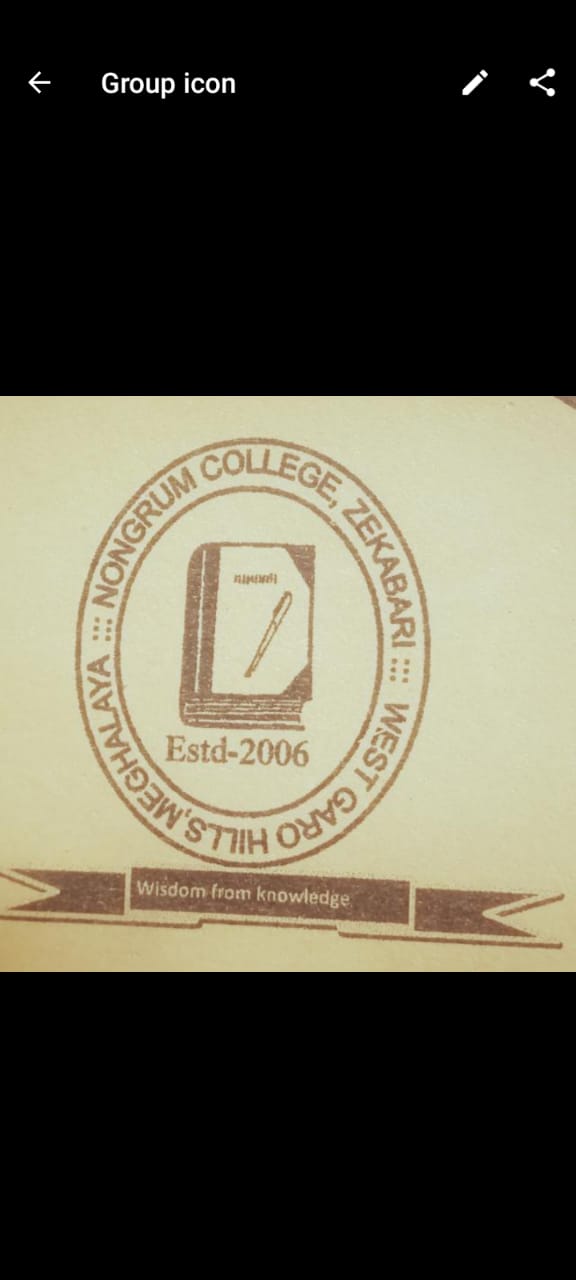 Group icon
::: NONGRUM COLLEGE, ZEKABARI ::: WEST GARO HILLS,MEGHALAYA
Estd-2006
Wisdom from knowledge